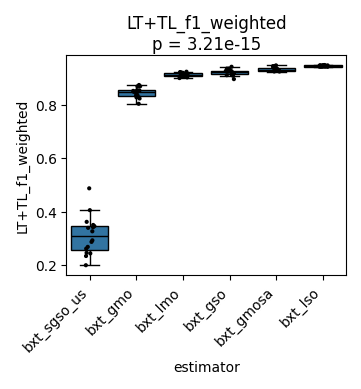 LT+TL_f1_weighted
p = 3.21e-15
LT+TL_f1_weighted
0.8
0.6
0.4
0.2
bxt_sgso_us
bxt_gmo
bxt_lmo
bxt_gso
bxt_gmosa
bxt_lso
estimator